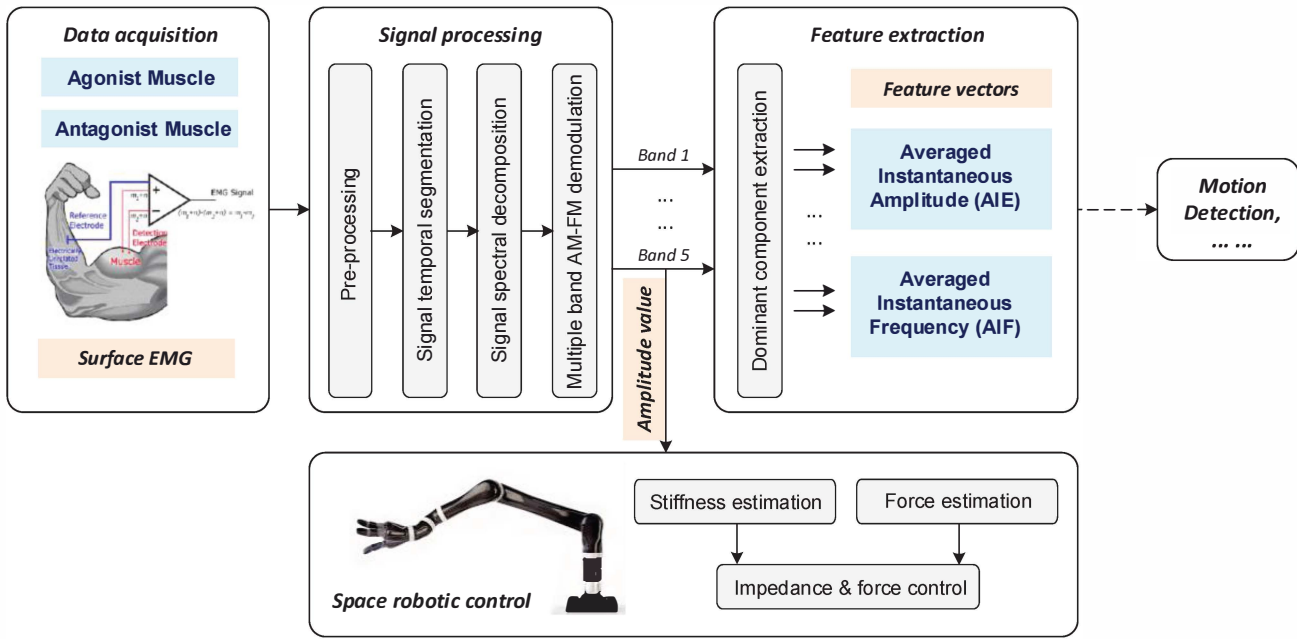 Data acquisition
Agonist Muscle
Antagonist Muscle
EMG Signal
Reference
Electrode
Detection
Electrode
Electrically
Unrelated
Tissue
Muscle
Surface EMG
Signal processing
Pre-processing
Signal temporal segmentation
Signal spectral decomposition
Multiple band AM-FM demodulation
Band 1
...
...
Band 5
Amplitude value
Feature extraction
Dominant component extraction
Feature vectors
Averaged
Instantaneous
Amplitude (AIE)
...
...
Averaged
Instantaneous
Frequency (AIF)
Motion
Detection,
... ...
Space robotic control
Stiffness estimation
Force estimation
Impedance & force control